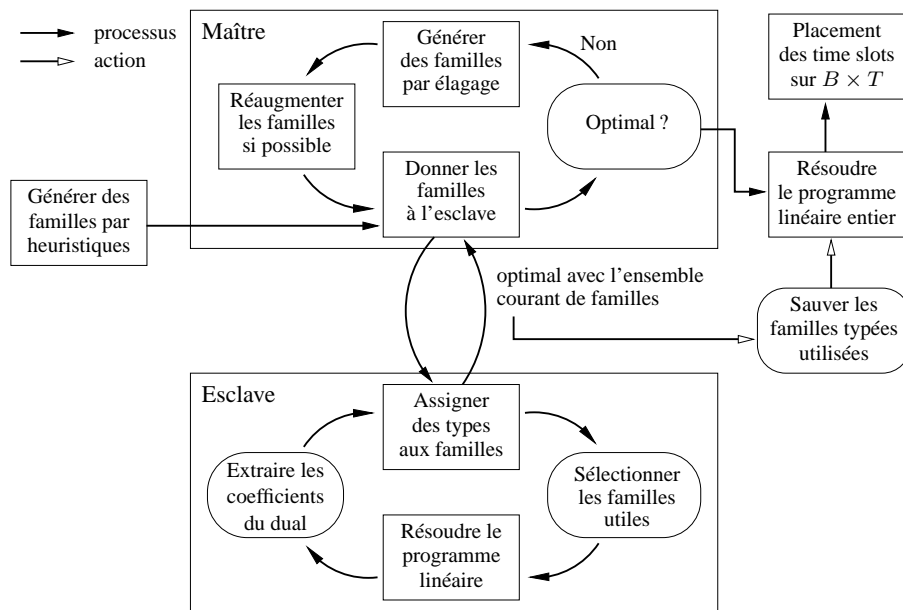 processus
action
Maître
Générer
des familles
par élagage
Non
Réaugmenter
les familles
si possible
Optimal ?
Donner les
familles
à l'esclave
Générer des
familles par
heuristiques
Placement
des time slots
sur B × T
Résoudre
le programme
linéaire entier
optimal avec l'ensemble
courant de familles
Sauver les
familles typées
utilisées
Esclave
Assigner
des types
aux familles
Extraire les
coefficients
du dual
Sélectionner
les familles
utiles
Résoudre le
programme
linéaire